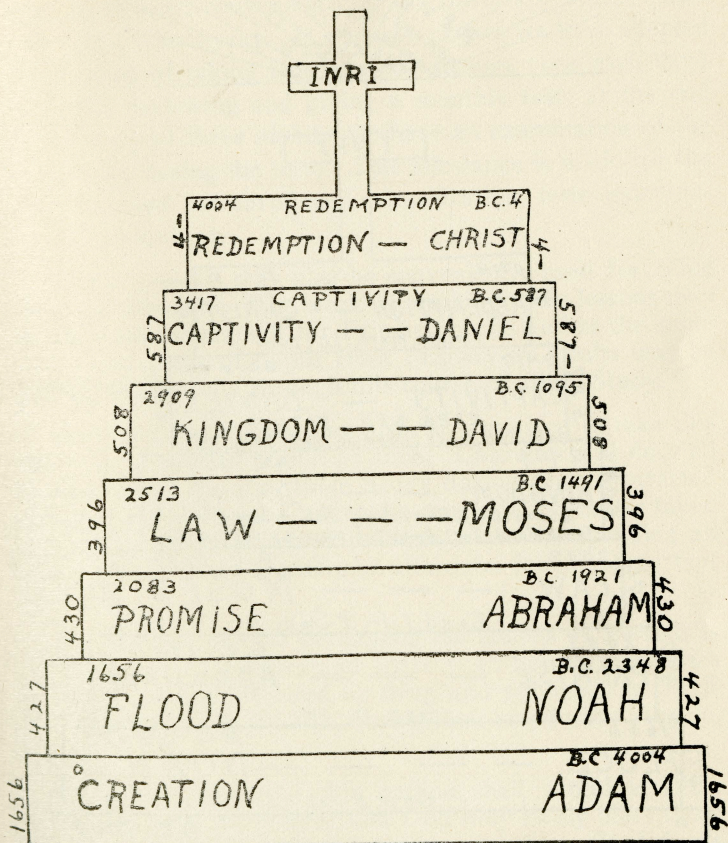 INRI
4004 REDEMPTION B.C. 4
4- REDEMPTION — CHRIST 4-
3417 CAPTIVITY B.C 587
587 CAPTIVITY — — DANIEL 587-
2909 B.C. 1095
508 KINGDOM — — DAVID 508
2513 B.C 1491
396 LAW — — — MOSES 396
2083 B.C. 1921
430 PROMISE ABRAHAM 430
1656 B.C. 2348
427 FLOOD NOAH 427
0 B.C 4004
1656 CREATION ADAM 1656